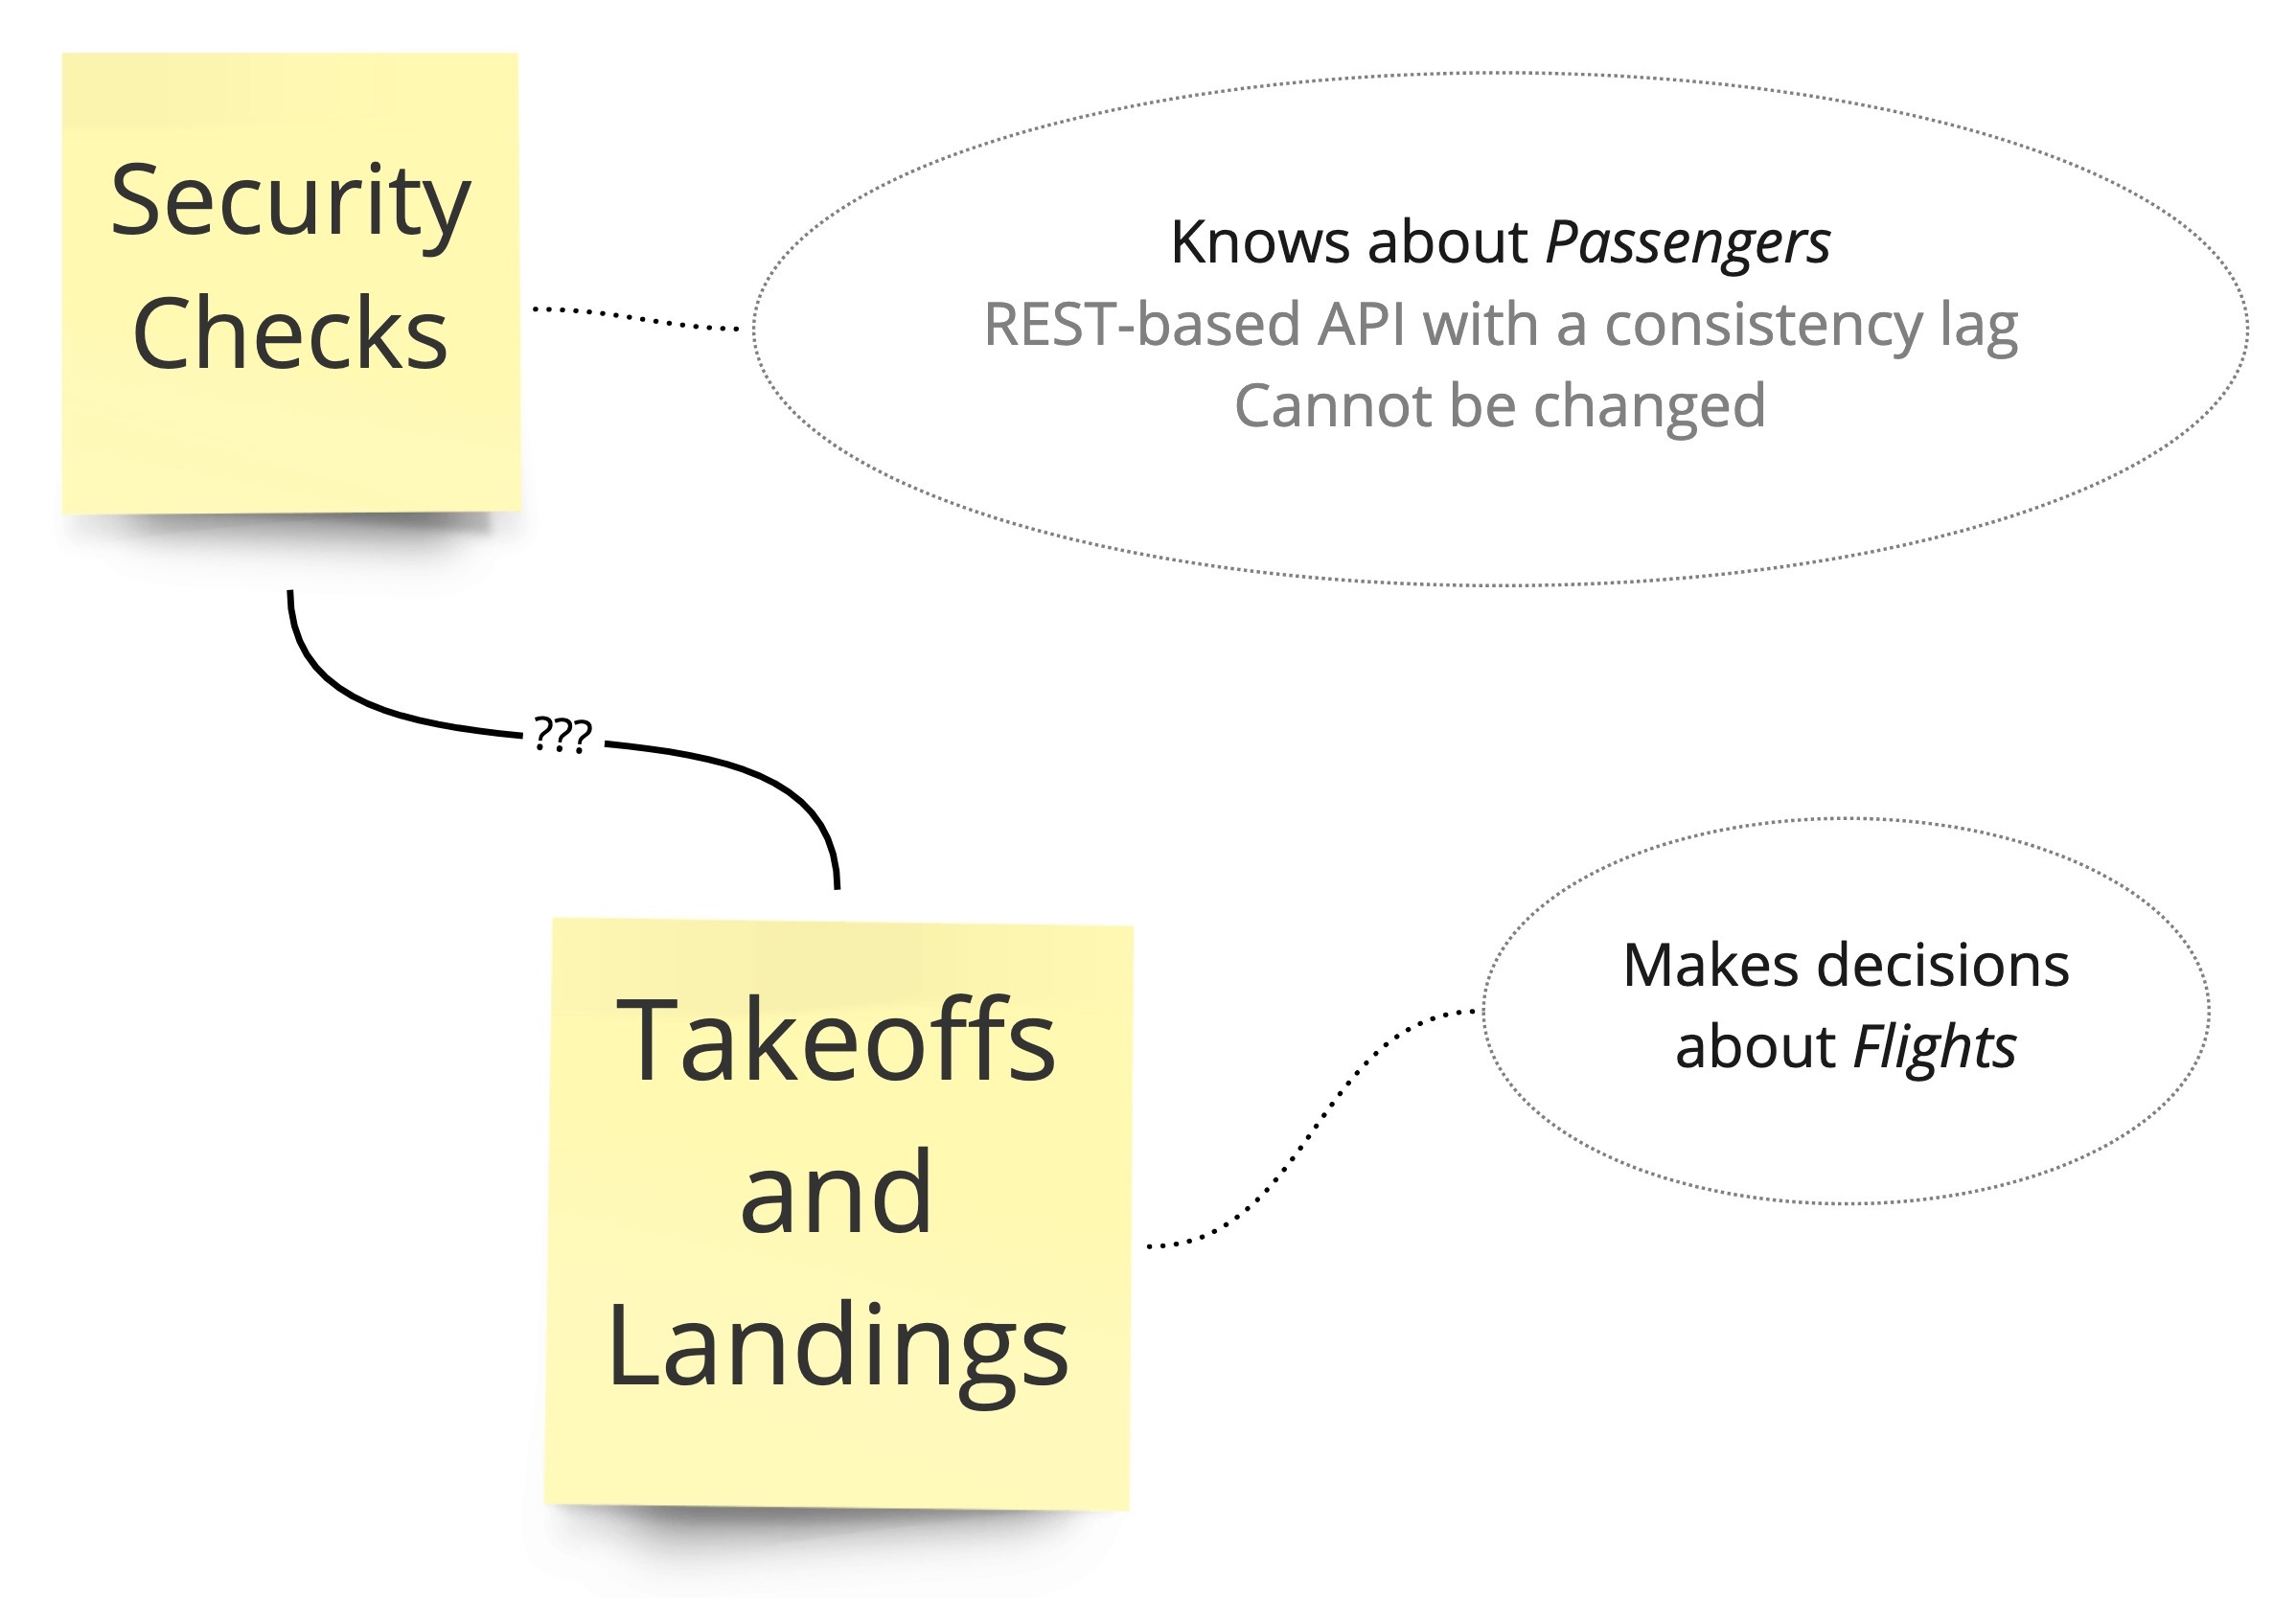 Security
Checks
Knows about Passengers
REST-based API with a consistency lag
Cannot be changed
???
Takeoffs
and
Landings
Makes decisions
about Flights